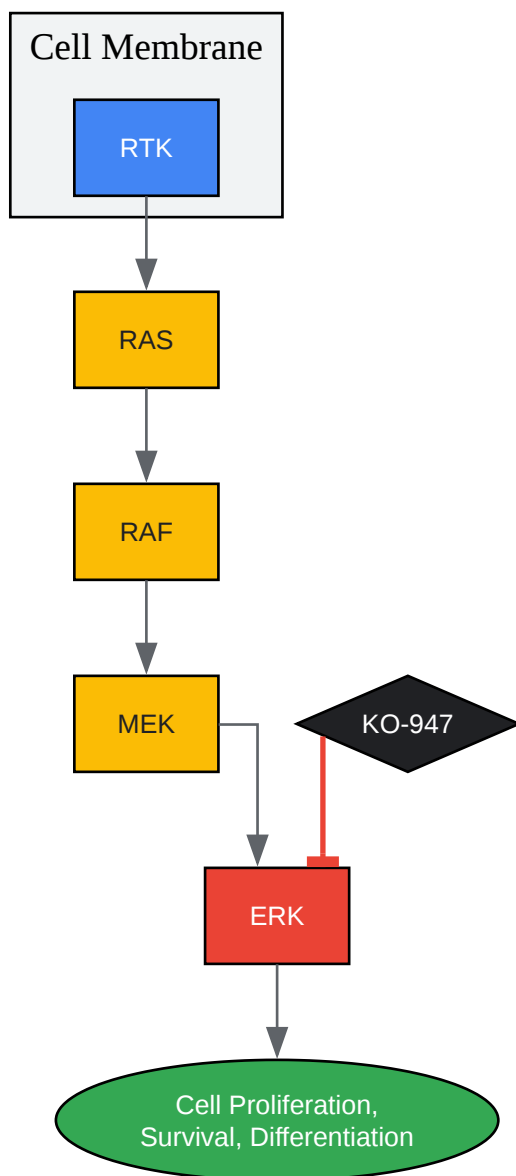 Cell Membrane
RTK
RAS
RAF
MEK
KO-947
ERK
Cell Proliferation,
Survival, Differentiation